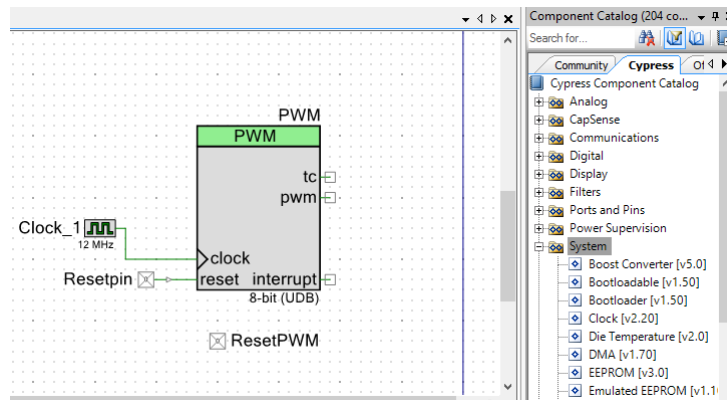 Component Catalog (204 co...
Search for...
Community
Cypress
Cypress Component Catalog
Analog
CapSense
Communications
Digital
Display
Filters
Ports and Pins
Power Supervision
System
Boost Converter [v5.0]
Bootloadable [v1.50]
Bootloader [v1.50]
Clock [v2.20]
Die Temperature [v2.0]
DMA [v1.70]
EEPROM [v3.0]
Emulated EEPROM [v1.1
PWM
PWM
tc
pwm
Clock_1
12 MHz
clock
Resetpin
reset interrupt
8-bit (UDB)
ResetPWM